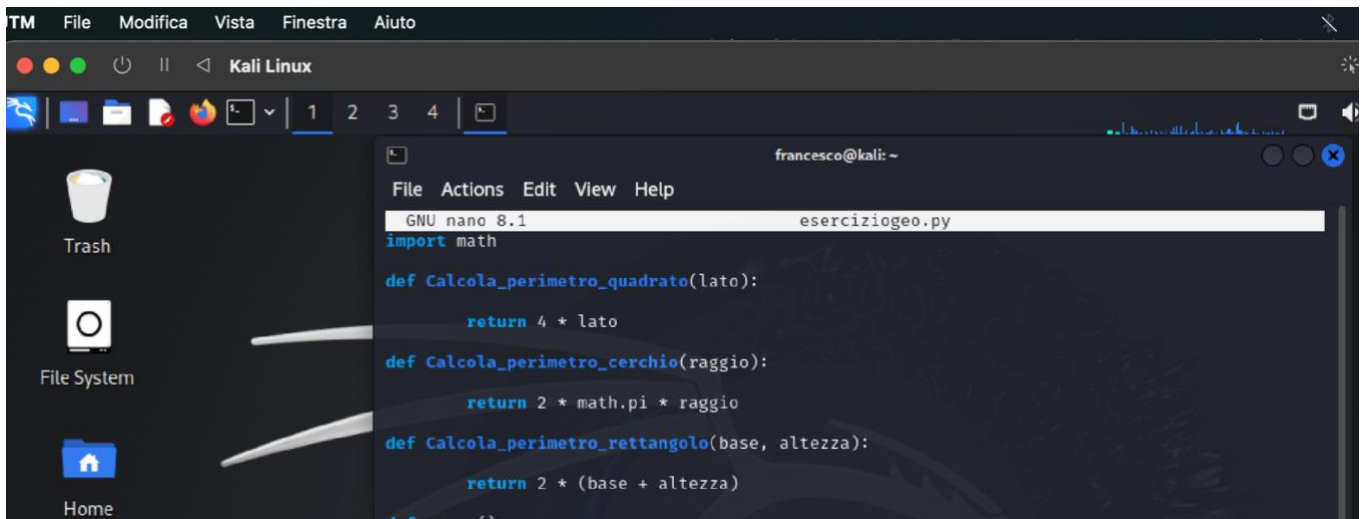 TM File Modifica Vista Finestra Aiuto
Kali Linux
1 2 3 4
francesco@kali: ~
File Actions Edit View Help
GNU nano 8.1 eserciziogeo.py
import math
def Calcola_perimetro_quadrato(lato):
return 4 * lato
def Calcola_perimetro_cerchio(raggio):
return 2 * math.pi * raggio
def Calcola_perimetro_rettangolo(base, altezza):
return 2 * (base + altezza)
Trash
File System
Home